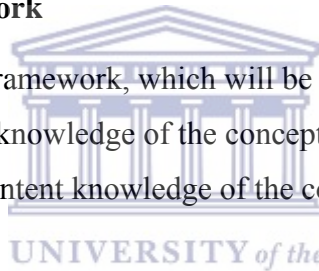 ork
ramework, which will be
knowledge of the concept
ntent knowledge of the co
UNIVERSITY of the